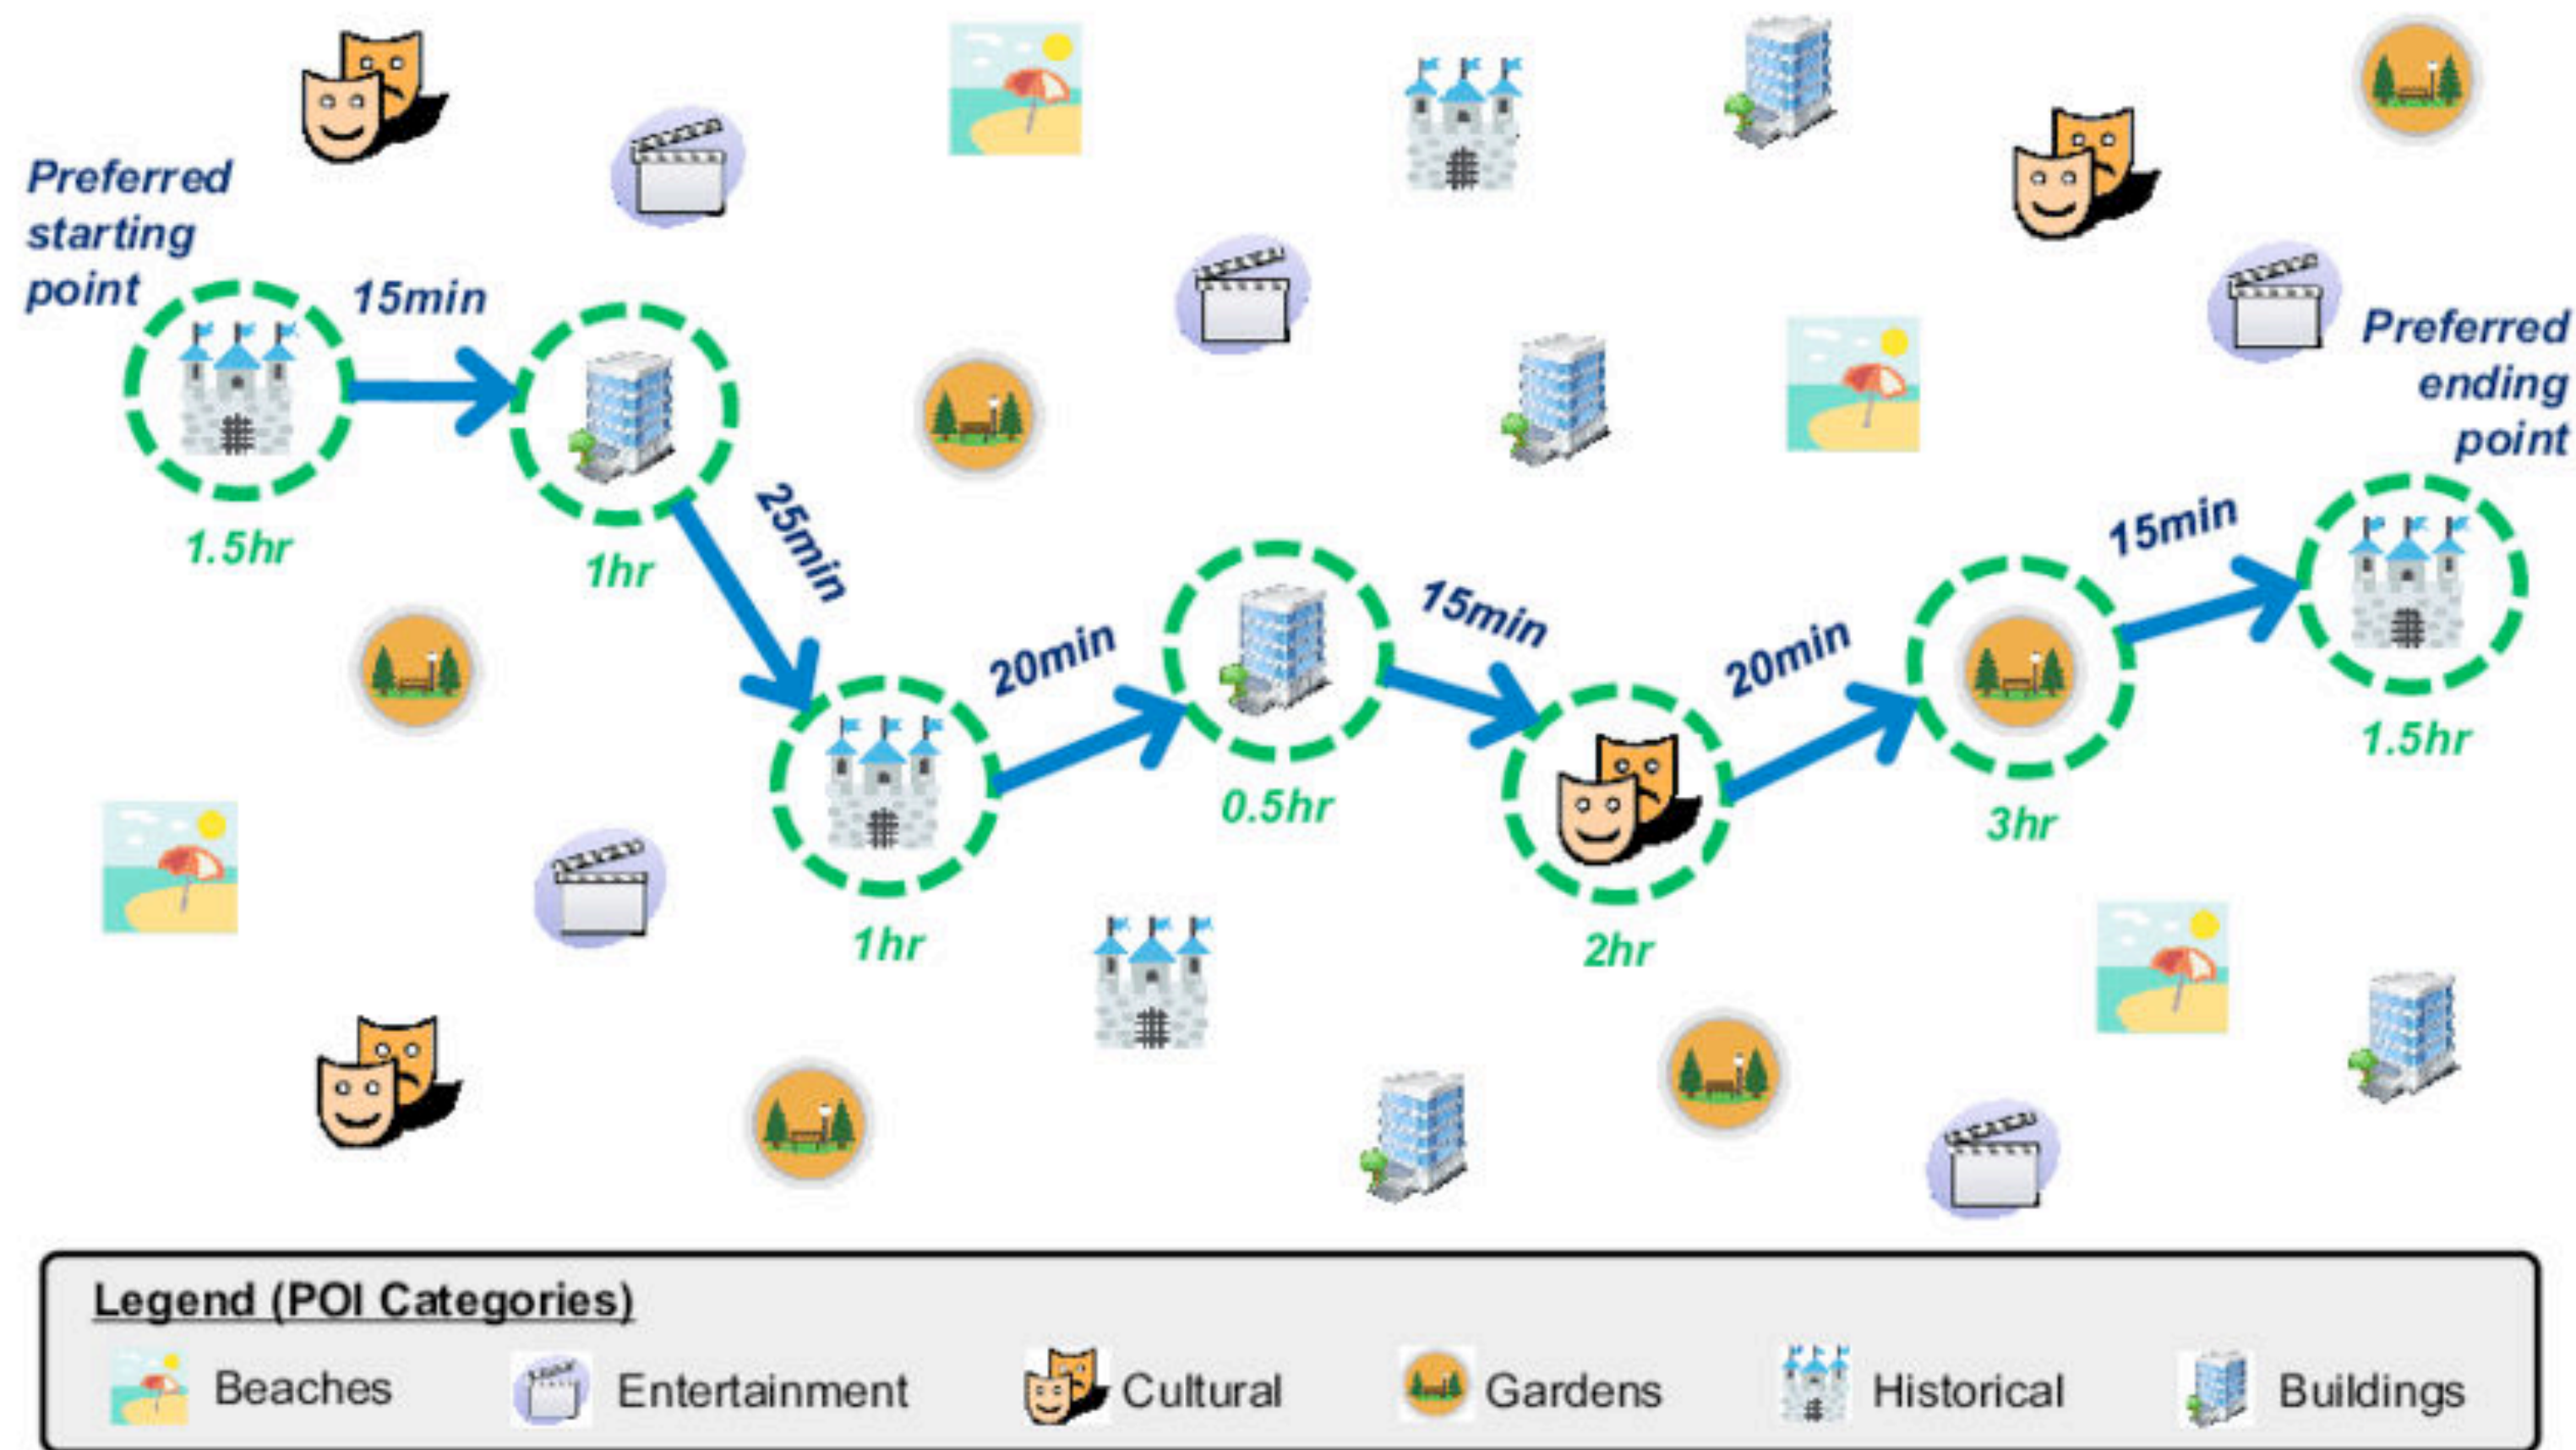 Preferred
starting
point
15min
1.5hr
1hr
25min
1hr
20min
0.5hr
15min
2hr
20min
3hr
15min
Preferred
ending
point
1.5hr
Legend (POI Categories)
Beaches
Entertainment
Cultural
Gardens
Historical
Buildings